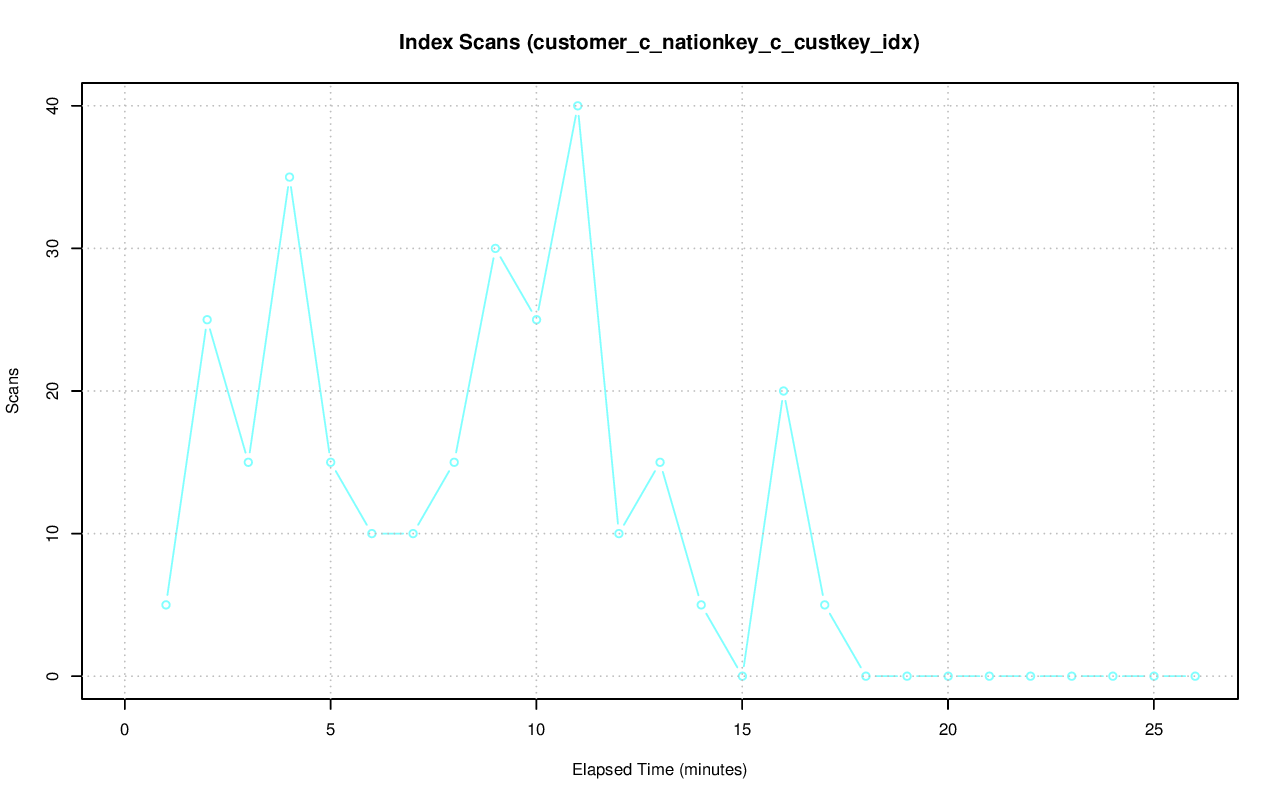 Index Scans (customer_c_nationkey_c_custkey_idx)
40
30
20
10
0
Scans
0 5 10 15 20 25
Elapsed Time (minutes)